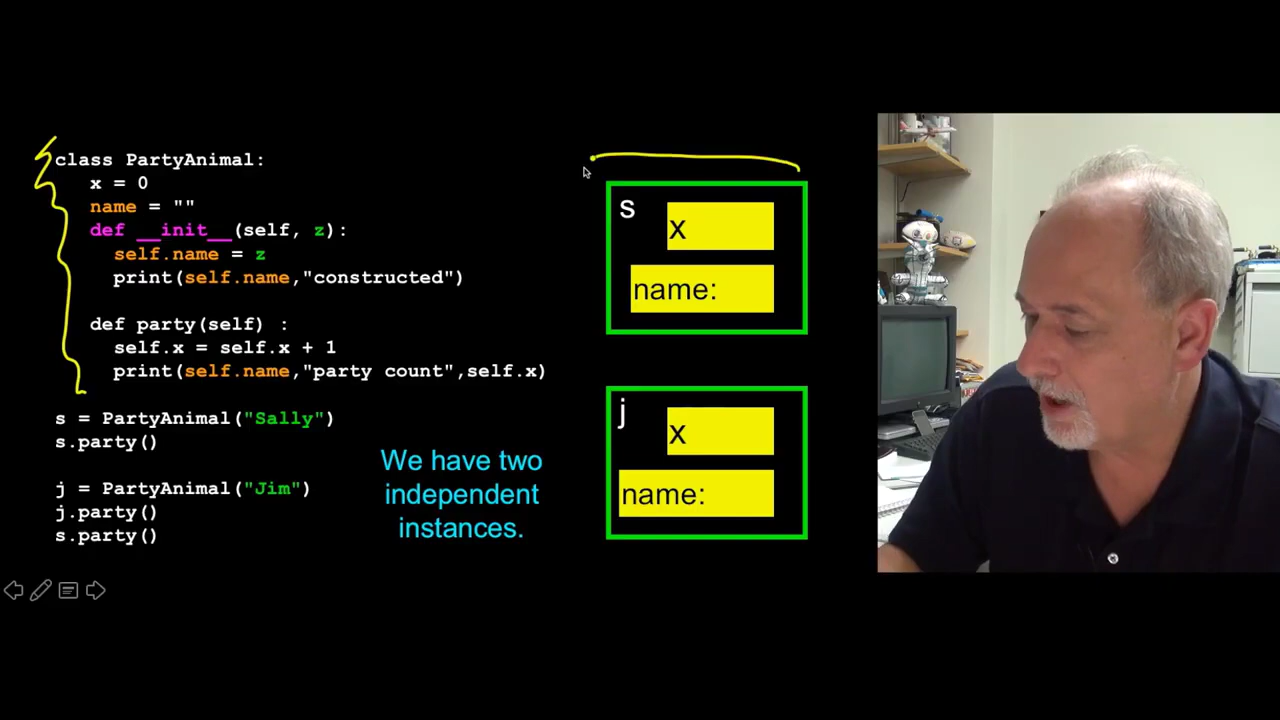 class PartyAnimal:
x = 0
name = ""
def __init__(self, z):
self.name = z
print(self.name,"constructed")
def party(self) :
self.x = self.x + 1
print(self.name,"party count",self.x)
s = PartyAnimal("Sally")
s.party()
j = PartyAnimal("Jim")
j.party()
s.party()
We have two
independent
instances.
s
x
name:
j
x
name: